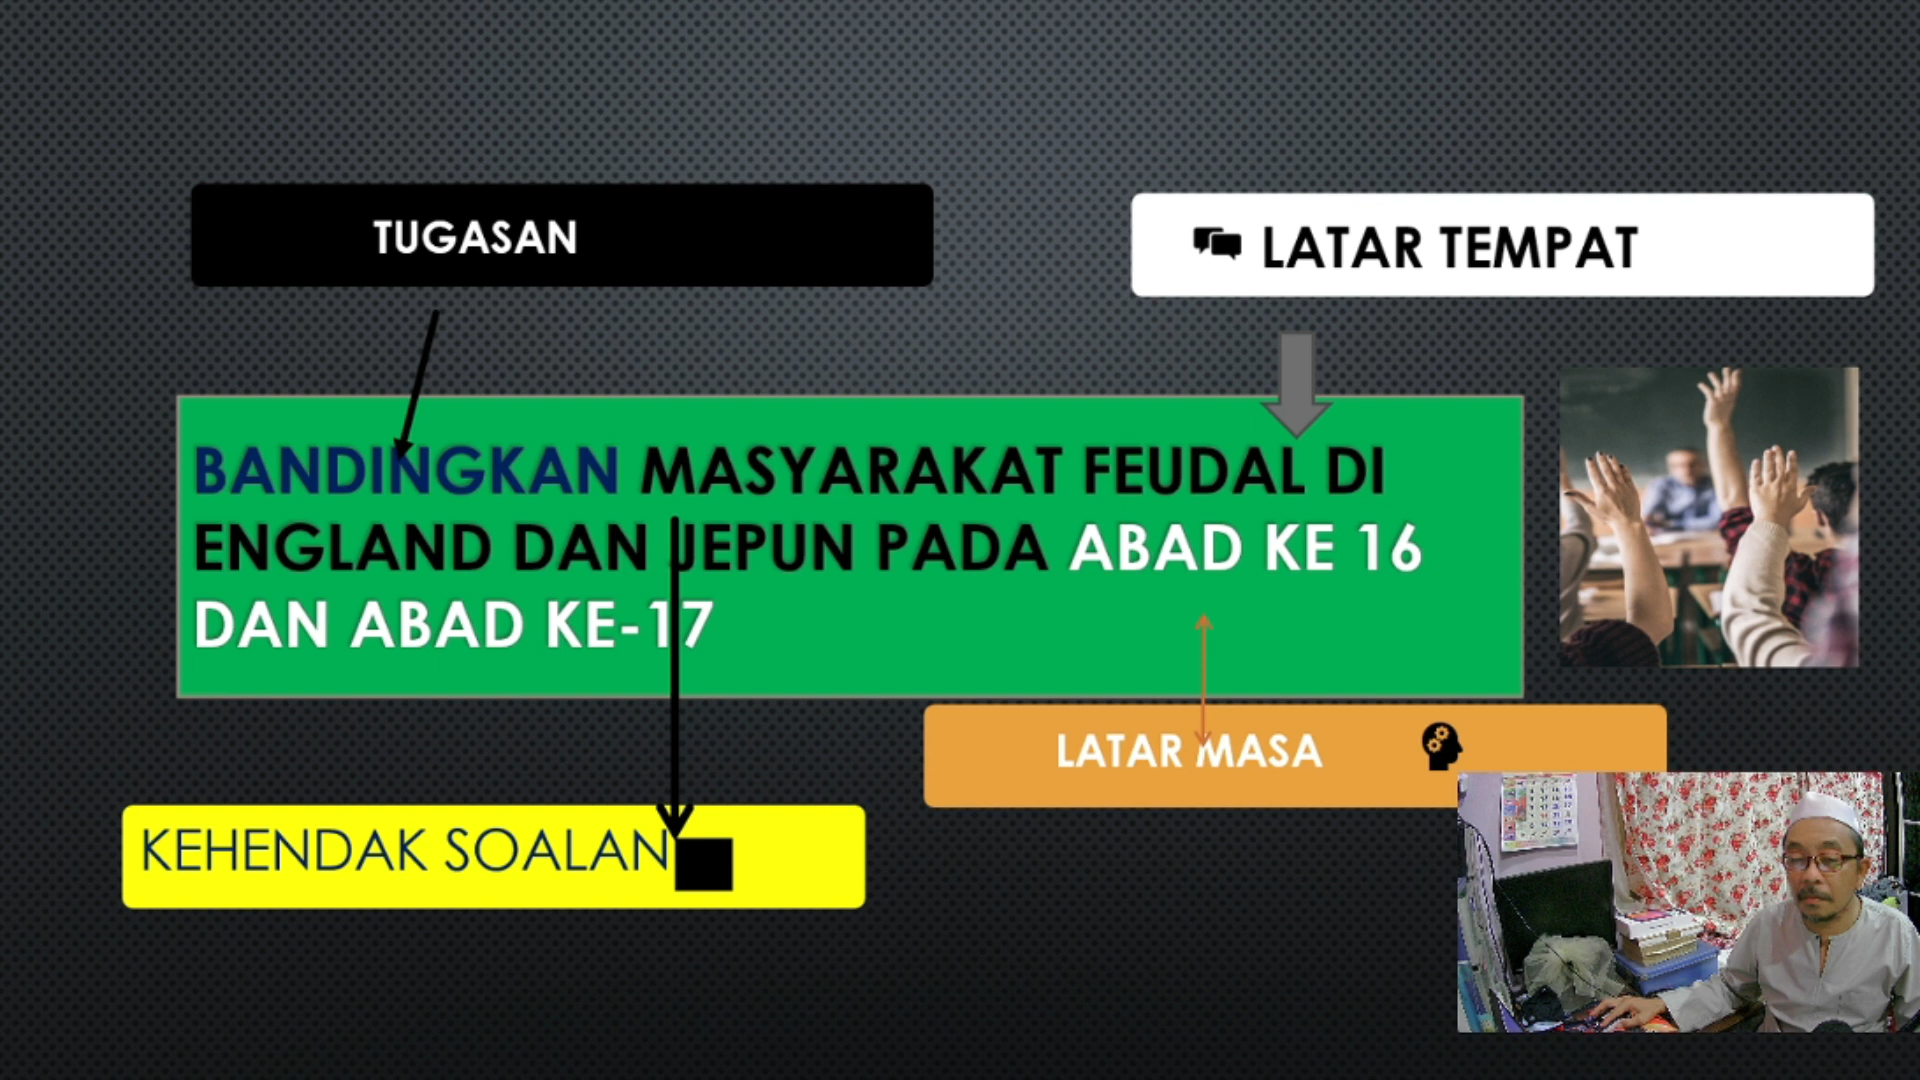 TUGASAN
LATAR TEMPAT
BANDINGKAN MASYARAKAT FEUDAL DI
ENGLAND DAN JEPUN PADA ABAD KE 16
DAN ABAD KE-17
LATAR MASA
KEHENDAK SOALAN